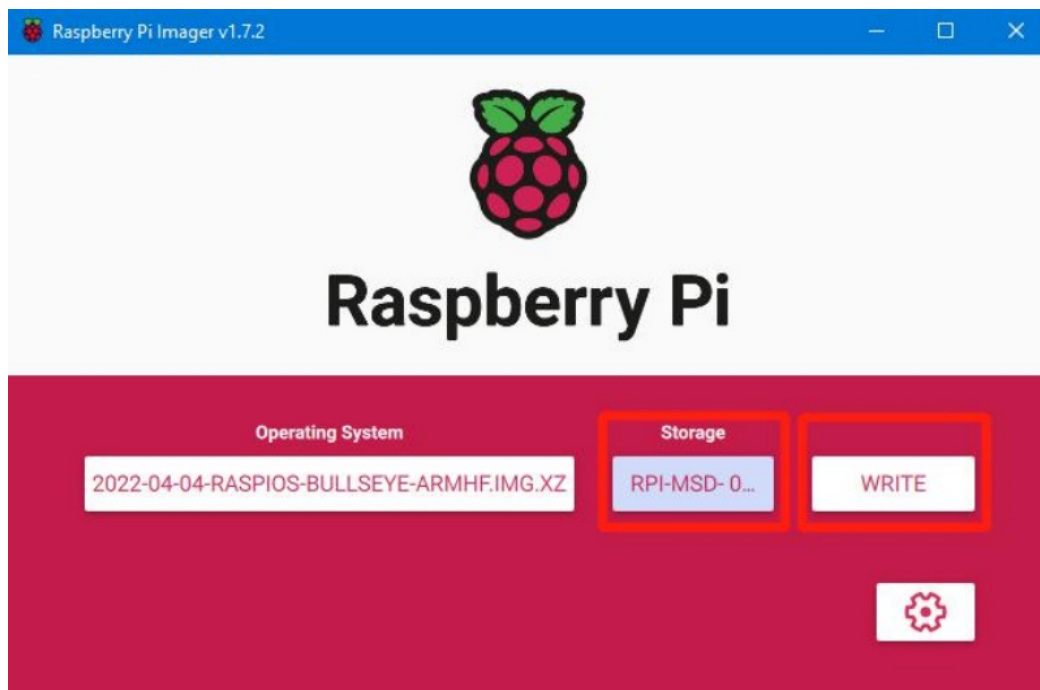 Raspberry Pi Imager v1.7.2
Raspberry Pi
Operating System
Storage
2022-04-04-RASPIOS-BULLSEYE-ARMHF.IMG.XZ
RPI-MSD- 0...
WRITE